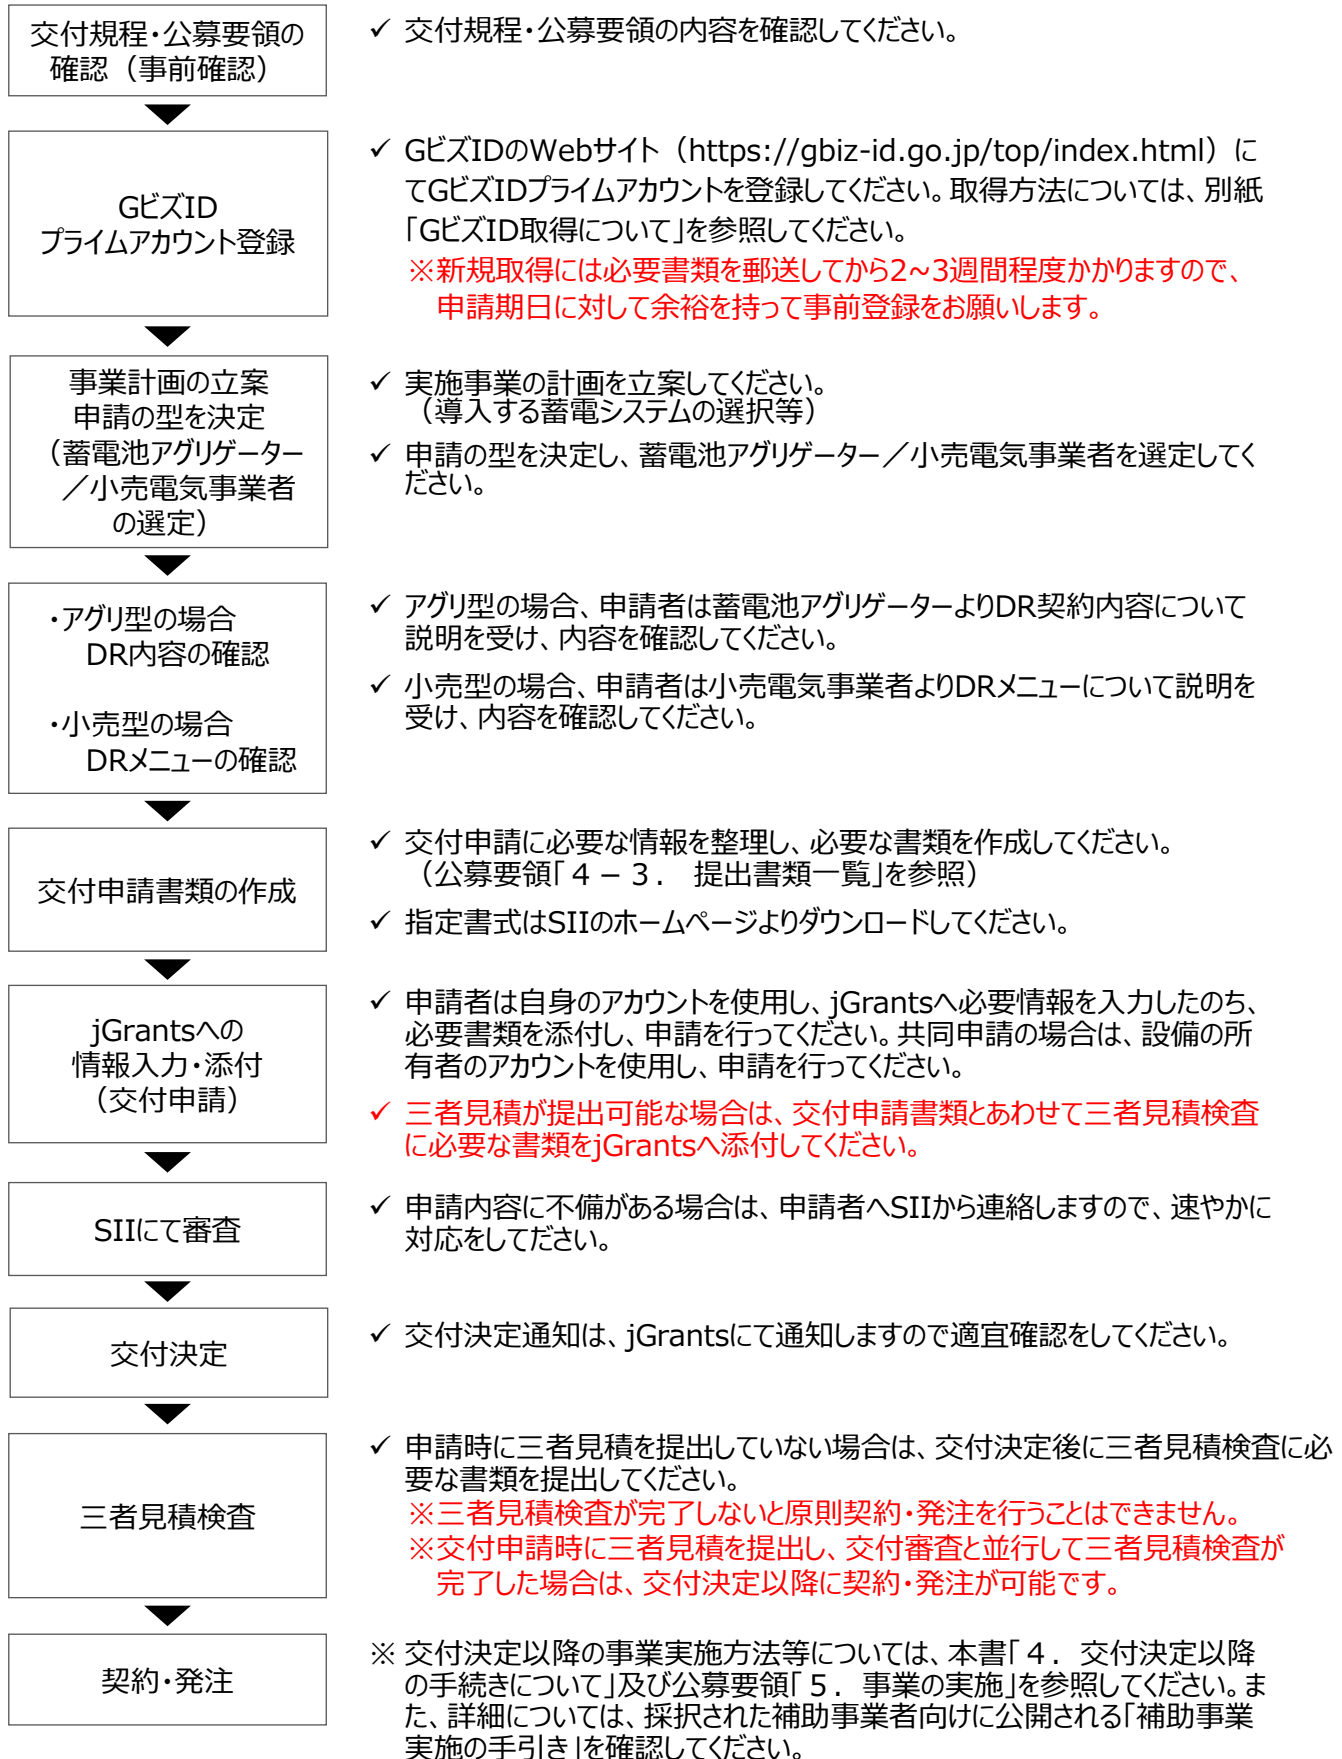 交付規程・公募要領の
確認（事前確認）
✓ 交付規程・公募要領の内容を確認してください。
GビズID
プライムアカウント登録
✓ GビズIDのWebサイト（https://gbiz-id.go.jp/top/index.html）に
てGビズIDプライムアカウントを登録してください。取得方法については、別紙
「GビズID取得について」を参照してください。
※新規取得には必要書類を郵送してから2~3週間程度かかりますので、
申請期日に対して余裕を持って事前登録をお願いします。
事業計画の立案
申請の型を決定
（蓄電池アグリゲーター
／小売電気事業者
の選定）
✓ 実施事業の計画を立案してください。
（導入する蓄電システムの選択等）
✓ 申請の型を決定し、蓄電池アグリゲーター／小売電気事業者を選定してく
ださい。
・アグリ型の場合
DR内容の確認
・小売型の場合
DRメニューの確認
✓ アグリ型の場合、申請者は蓄電池アグリゲーターよりDR契約内容について
説明を受け、内容を確認してください。
✓ 小売型の場合、申請者は小売電気事業者よりDRメニューについて説明を
受け、内容を確認してください。
交付申請書類の作成
✓ 交付申請に必要な情報を整理し、必要な書類を作成してください。
（公募要領「４－３． 提出書類一覧」を参照）
✓ 指定書式はSIIのホームページよりダウンロードしてください。
jGrantsへの
情報入力・添付
（交付申請）
✓ 申請者は自身のアカウントを使用し、jGrantsへ必要情報を入力したのち、
必要書類を添付し、申請を行ってください。共同申請の場合は、設備の所
有者のアカウントを使用し、申請を行ってください。
✓ 三者見積が提出可能な場合は、交付申請書類とあわせて三者見積検査
に必要な書類をjGrantsへ添付してください。
SIIにて審査
✓ 申請内容に不備がある場合は、申請者へSIIから連絡しますので、速やかに
対応をしてださい。
交付決定
✓ 交付決定通知は、jGrantsにて通知しますので適宜確認をしてください。
三者見積検査
✓ 申請時に三者見積を提出していない場合は、交付決定後に三者見積検査に必
要な書類を提出してください。
※三者見積検査が完了しないと原則契約・発注を行うことはできません。
※交付申請時に三者見積を提出し、交付審査と並行して三者見積検査が
完了した場合は、交付決定以降に契約・発注が可能です。
契約・発注
※ 交付決定以降の事業実施方法等については、本書「４．交付決定以降
の手続きについて」及び公募要領「５．事業の実施」を参照してください。ま
た、詳細については、採択された補助事業者向けに公開される「補助事業
実施の手引き」を確認してください。